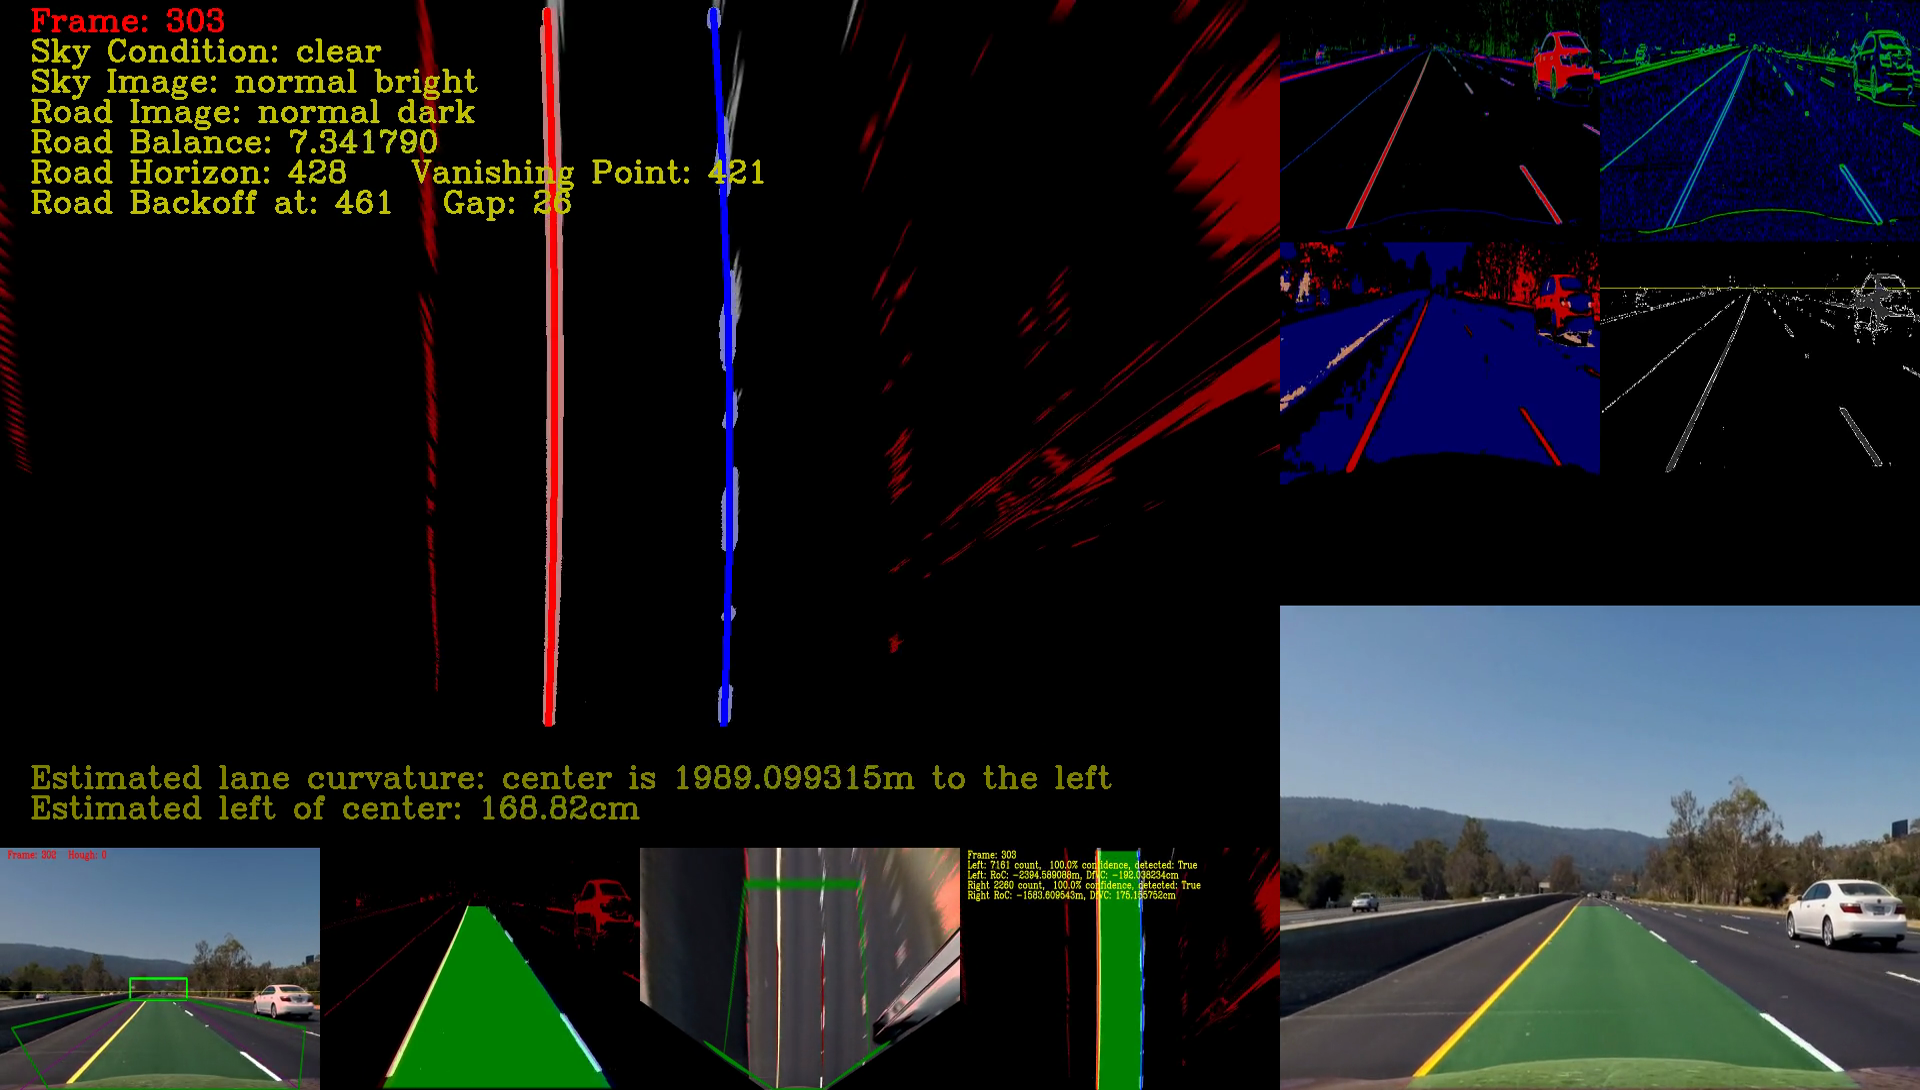 Frame: 303
Sky Condition: clear
Sky Image: normal bright
Road Image: normal dark
Road Balance: 7.341790
Road Horizon: 428 Vanishing Point: 421
Road Backoff at: 461 Gap: 26
Estimated lane curvature: center is 1989.099315m to the left
Estimated left of center: 168.82cm
Frame: 302 Hough: 0
Frame: 303
Left: 7161 count, 100.0% confidence, detected: True
Left: RoC: -2394.589088m, DfVC: -192.038234cm
Right 2260 count, 100.0% confidence, detected: True
Right RoC: -1583.609543m, DfVC: 175.155752cm